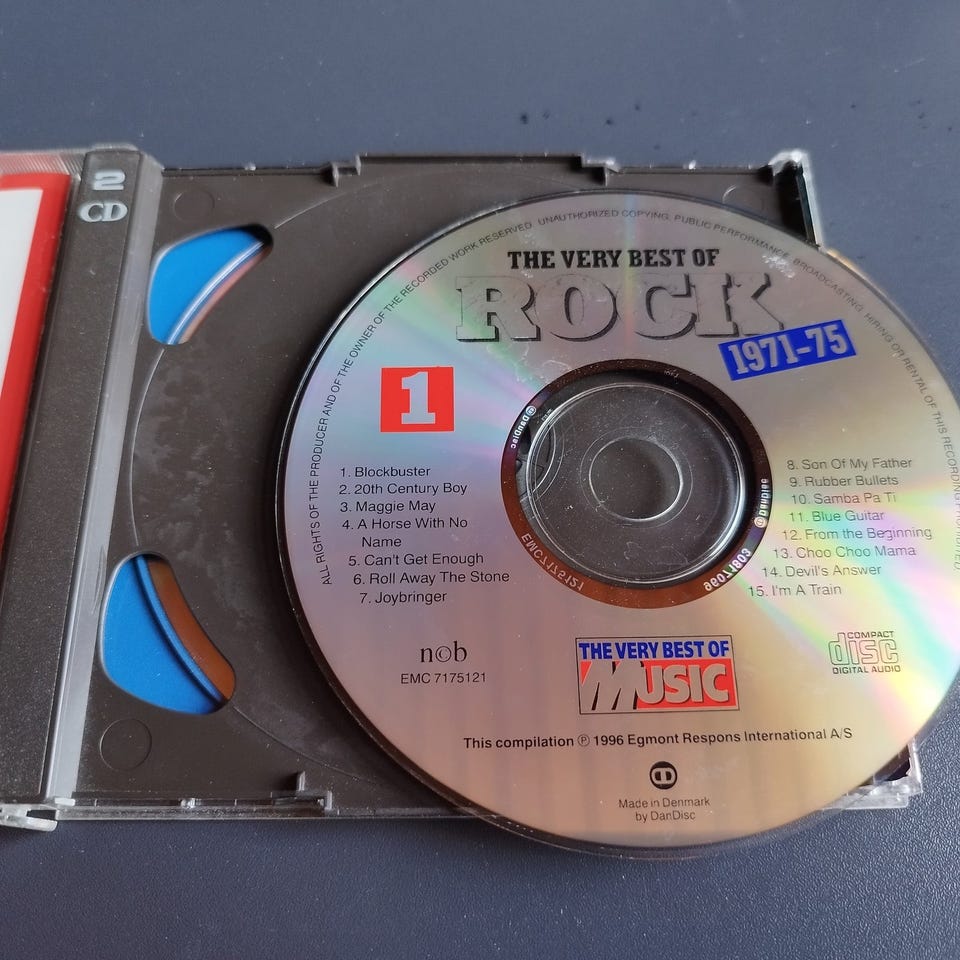 2
CD
ALL RIGHTS OF THE PRODUCER AND OF THE OWNER OF THE RECORDED WORK RESERVED. UNAUTHORIZED COPYING, PUBLIC PERFORMANCE, BROADCASTING, HIRING OR RENTAL OF THIS RECORDING PROHIBITED
THE VERY BEST OF
ROCK
1971-75
1
1. Blockbuster
2. 20th Century Boy
3. Maggie May
4. A Horse With No
Name
5. Can't Get Enough
6. Roll Away The Stone
7. Joybringer
8. Son Of My Father
9. Rubber Bullets
10. Samba Pa Ti
11. Blue Guitar
12. From the Beginning
13. Choo Choo Mama
14. Devil's Answer
15. I'm A Train
©DanDisc
©DanDisc
EMC7175121
96071803
n©b
EMC 7175121
THE VERY BEST OF
MUSIC
COMPACT
disc
DIGITAL AUDIO
This compilation ℗ 1996 Egmont Respons International A/S
Made in Denmark
by DanDisc